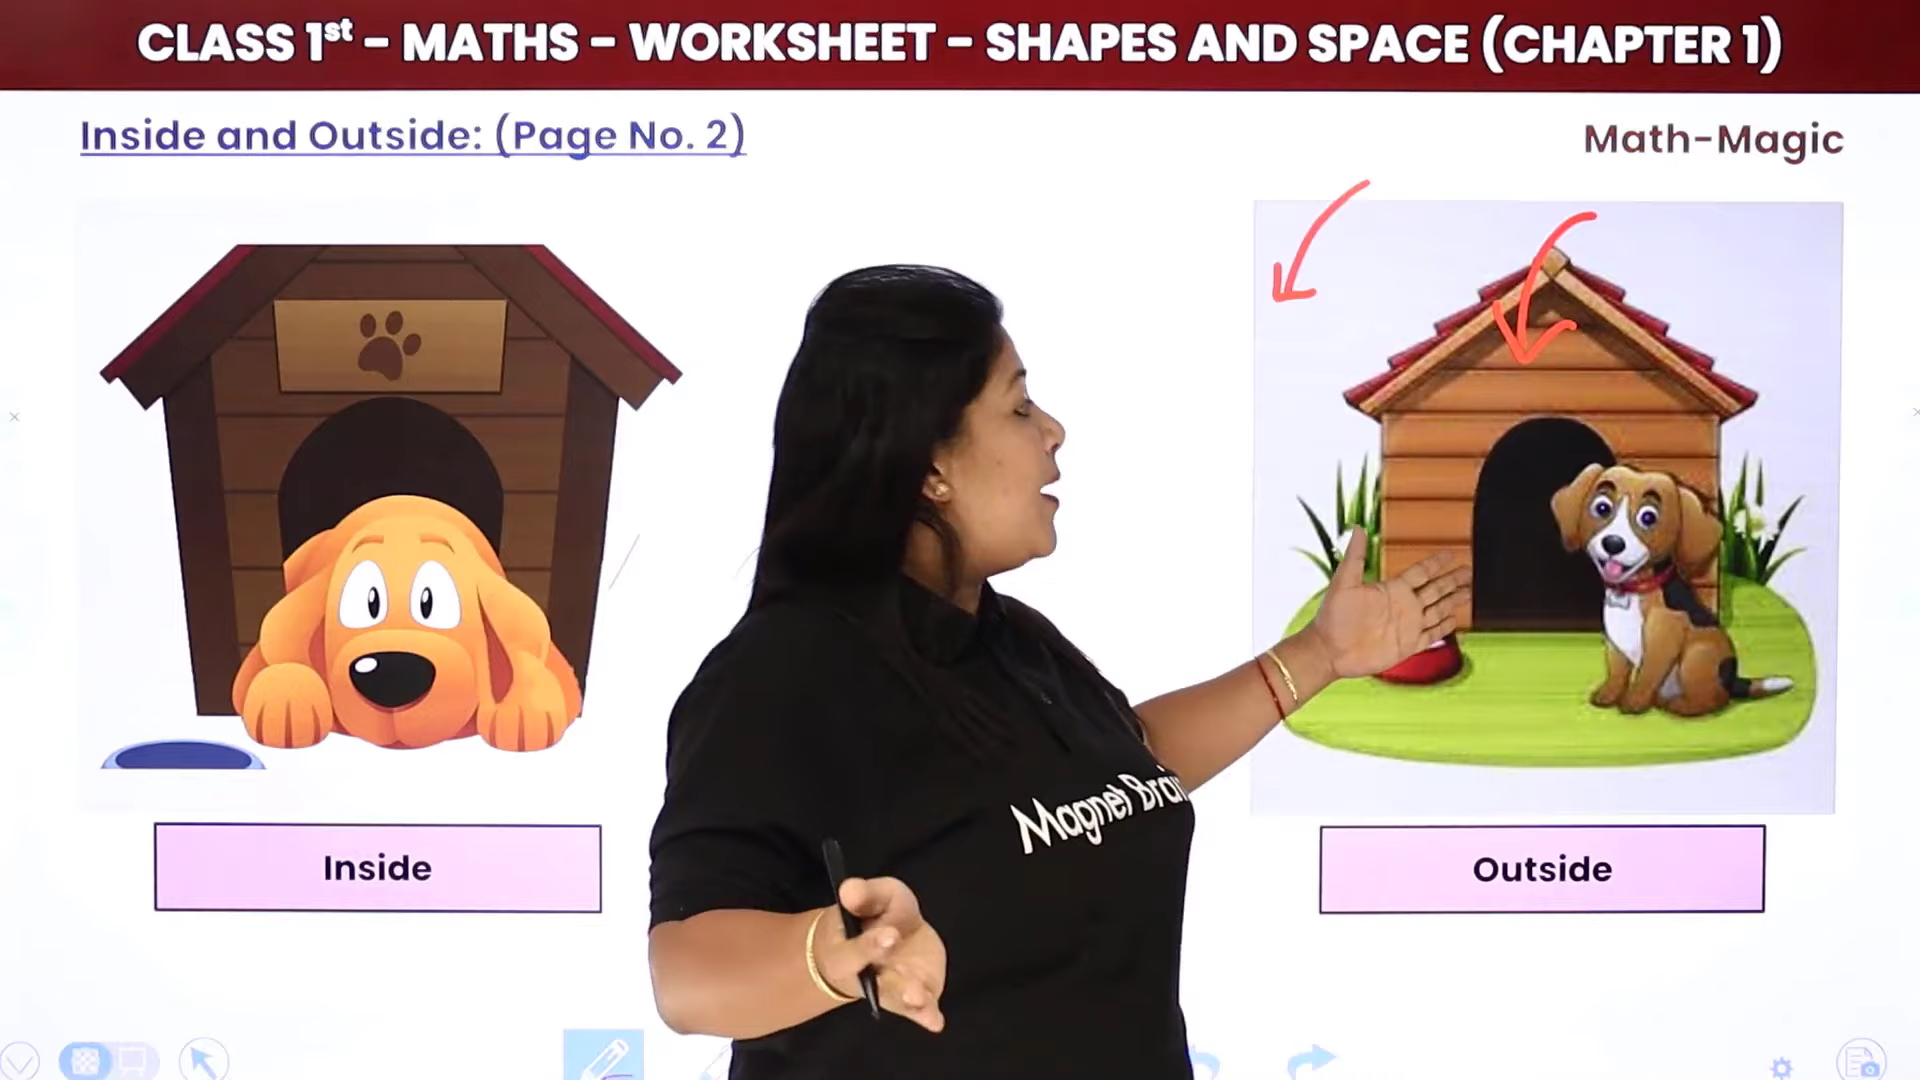 CLASS 1st - MATHS - WORKSHEET - SHAPES AND SPACE (CHAPTER 1)
Inside and Outside: (Page No. 2)
Math-Magic
Magnet Brai
Inside
Outside